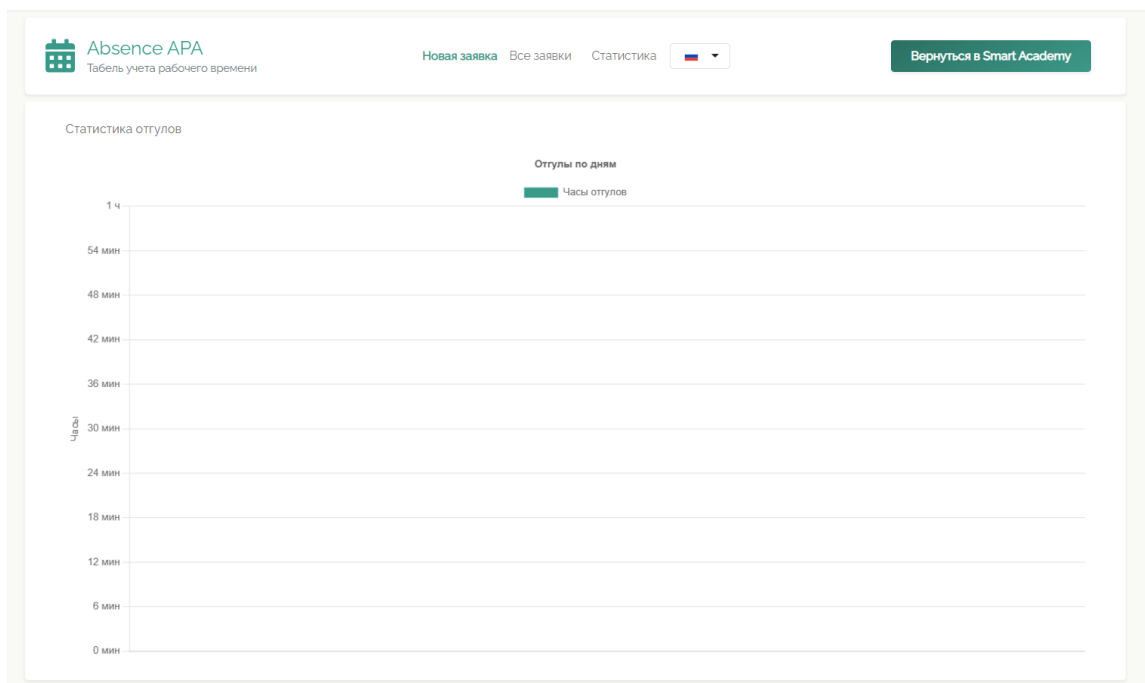 Absence APA
Табель учета рабочего времени
Новая заявка Все заявки Статистика
Вернуться в Smart Academy
Статистика отгулов
Отгулы по дням
Часы отгулов
1 ч
54 мин
48 мин
42 мин
36 мин
Часы
30 мин
24 мин
18 мин
12 мин
6 мин
0 мин